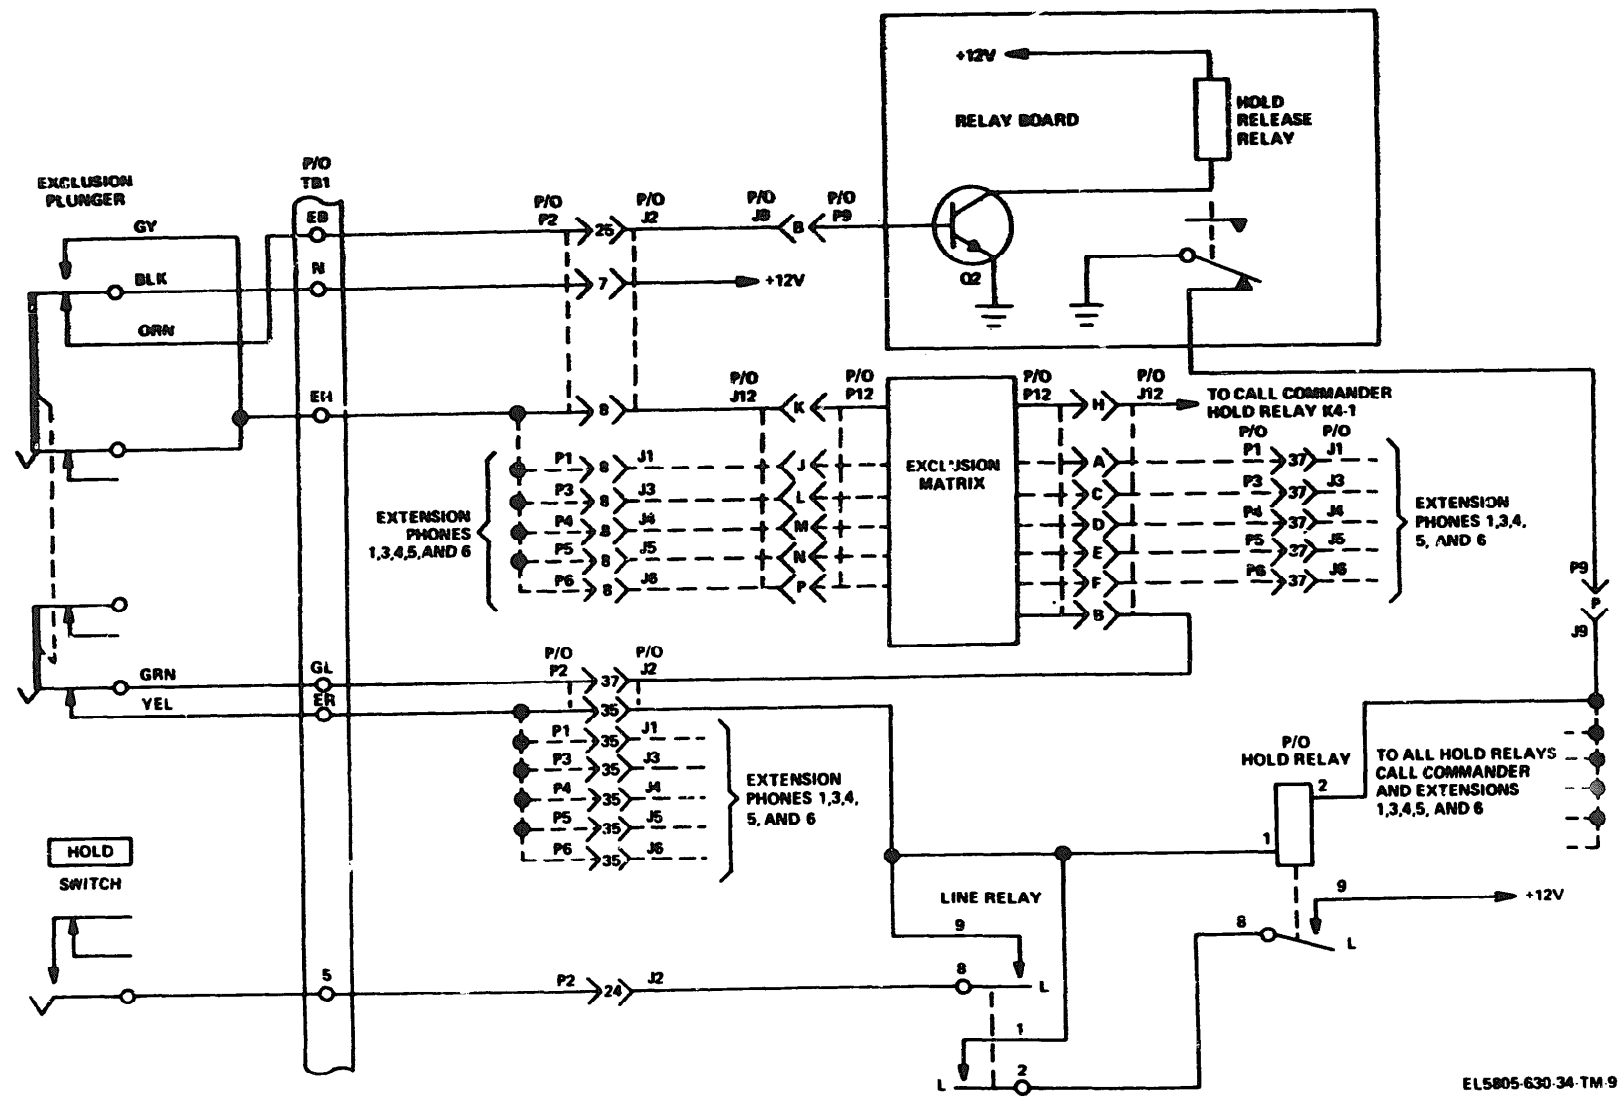 +12V
HOLD
RELEASE
RELAY
RELAY BOARD
P/O
TB1
EXCLUSION
PLUNGER
P/O
P2
P/O
J2
P/O
J8
P/O
P9
EB
25
B
GY
Q2
N
BLK
7
+12V
ORN
P/O
J12
P/O
P12
P/O
P12
P/O
J12
EH
8
K
H
TO CALL COMMANDER
HOLD RELAY K4-1
P/O
P1
P/O
J1
P1
8
J1
J
EXCLUSION
MATRIX
A
37
P3
8
J3
L
C
P3
37
J3
EXTENSION
PHONES
1,3,4,5,AND 6
P4
8
J4
M
D
P4
37
J4
EXTENSION
PHONES 1,3,4,
5, AND 6
P5
8
J5
N
E
P5
37
J5
P6
8
J6
P
F
P6
37
J6
B
P9
P
J9
P/O
P2
P/O
J2
GRN
GL
37
YEL
ER
35
P1
35
J1
P3
35
J3
P4
35
J4
P5
35
J5
P6
35
J6
EXTENSION
PHONES 1,3,4,
5, AND 6
P/O
HOLD RELAY
TO ALL HOLD RELAYS
CALL COMMANDER
AND EXTENSIONS
1,3,4,5, AND 6
2
1
HOLD
SWITCH
LINE RELAY
9
+12V
9
8
L
5
P2
24
J2
8
L
1
L
2
EL5805-630-34-TM-9